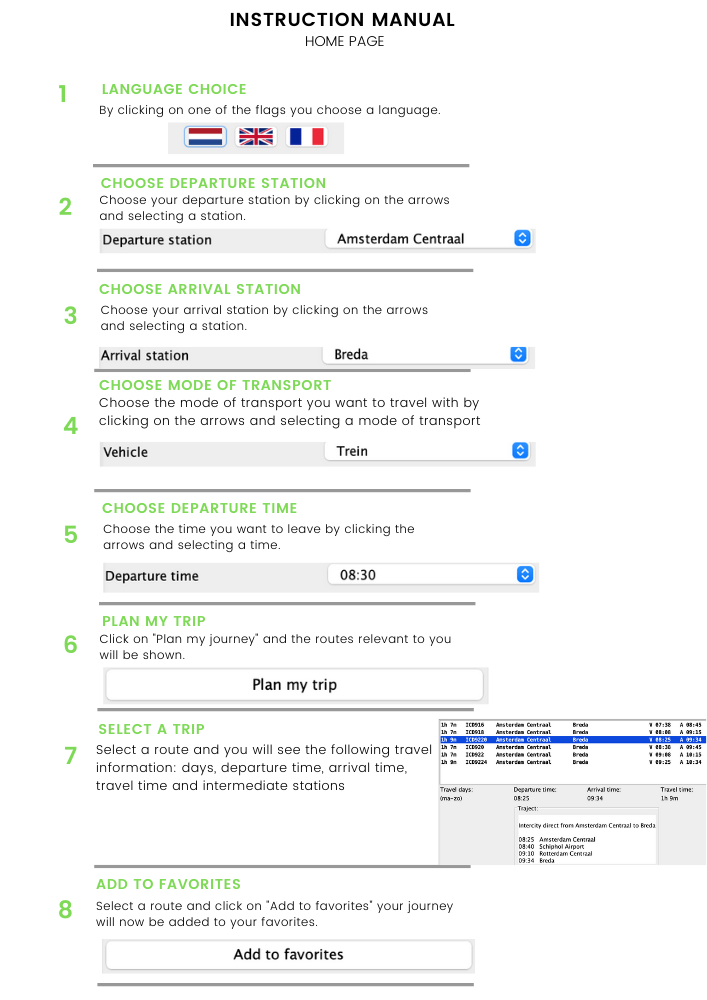 INSTRUCTION MANUAL
HOME PAGE
1
LANGUAGE CHOICE
By clicking on one of the flags you choose a language.
2
CHOOSE DEPARTURE STATION
Choose your departure station by clicking on the arrows
and selecting a station.
Departure station Amsterdam Centraal
3
CHOOSE ARRIVAL STATION
Choose your arrival station by clicking on the arrows
and selecting a station.
Arrival station Breda
4
CHOOSE MODE OF TRANSPORT
Choose the mode of transport you want to travel with by
clicking on the arrows and selecting a mode of transport
Vehicle Trein
5
CHOOSE DEPARTURE TIME
Choose the time you want to leave by clicking the
arrows and selecting a time.
Departure time 08:30
6
PLAN MY TRIP
Click on "Plan my journey" and the routes relevant to you
will be shown.
Plan my trip
7
SELECT A TRIP
Select a route and you will see the following travel
information: days, departure time, arrival time,
travel time and intermediate stations
1h 7m ICD916 Amsterdam Centraal Breda V 07:38 A 08:45
1h 7m ICD918 Amsterdam Centraal Breda V 08:08 A 09:15
1h 9m ICD9220 Amsterdam Centraal Breda V 08:25 A 09:34
1h 7m ICD920 Amsterdam Centraal Breda V 08:38 A 09:45
1h 7m ICD922 Amsterdam Centraal Breda V 09:08 A 10:15
1h 9m ICD9224 Amsterdam Centraal Breda V 09:25 A 10:34
Travel days: Departure time: Arrival time: Travel time:
(ma-zo) 08:25 09:34 1h 9m
Traject:
Intercity direct from Amsterdam Centraal to Breda
08:25 Amsterdam Centraal
08:40 Schiphol Airport
09:10 Rotterdam Centraal
09:34 Breda
8
ADD TO FAVORITES
Select a route and click on "Add to favorites" your journey
will now be added to your favorites.
Add to favorites